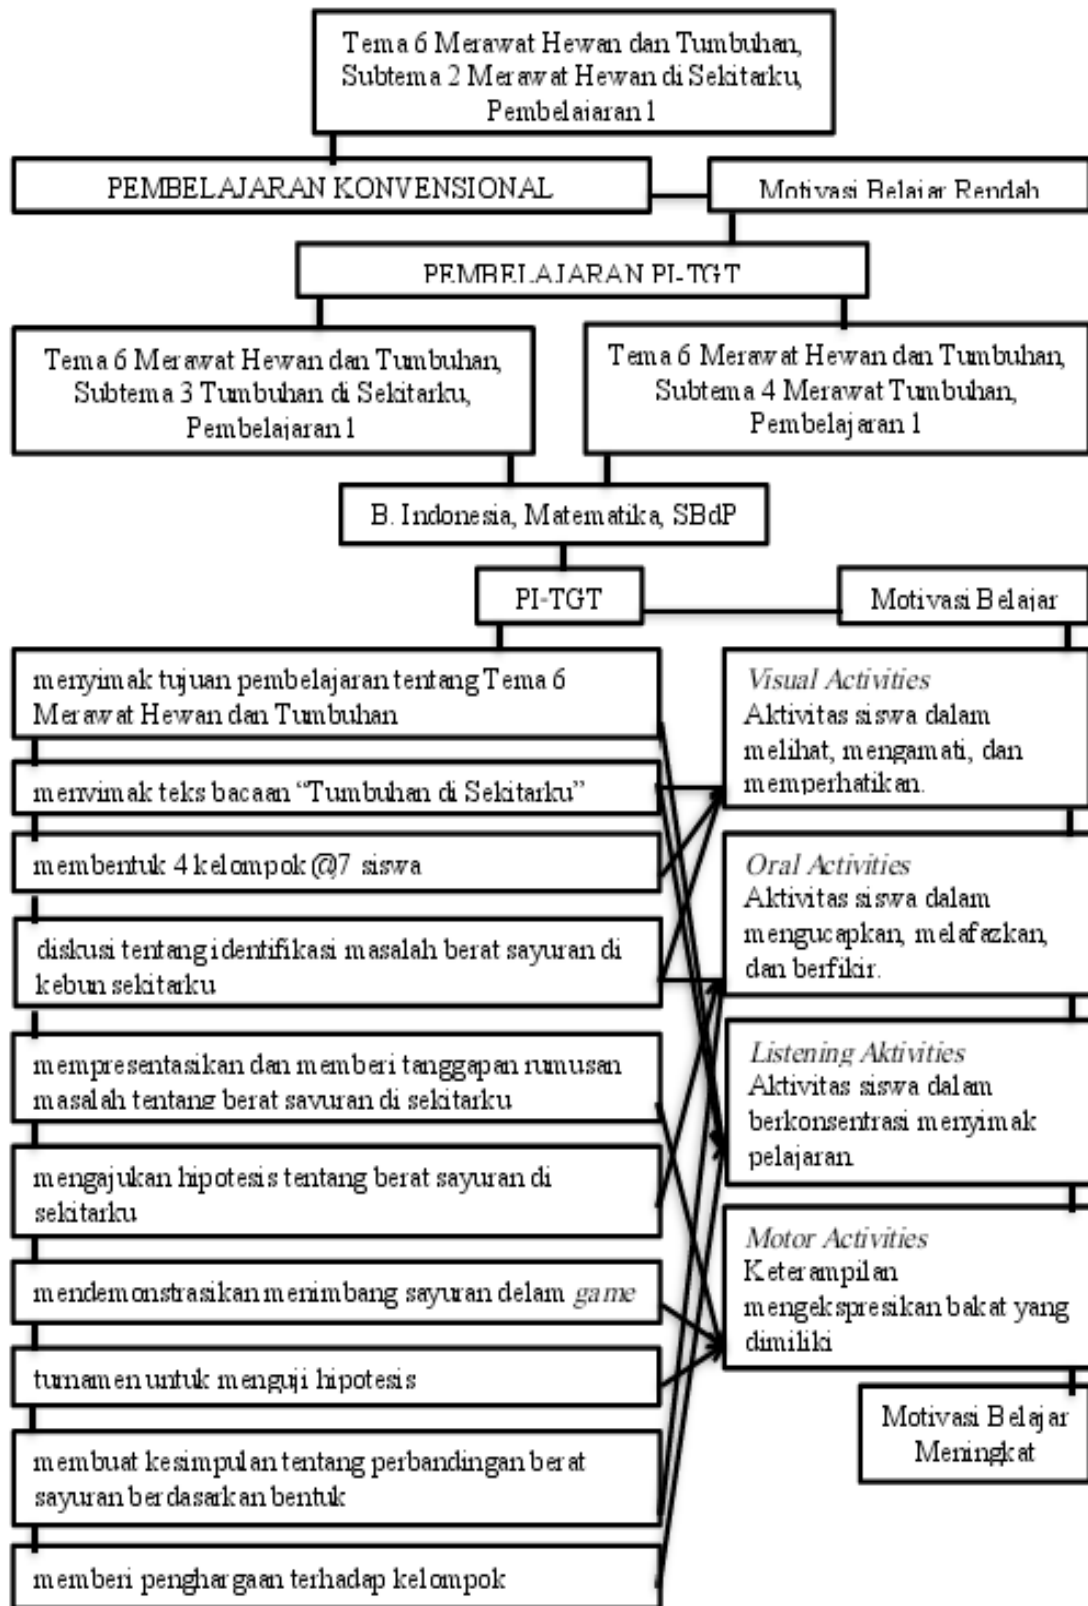 Tema 6 Merawat Hewan dan Tumbuhan,
Subtema 2 Merawat Hewan di Sekitarku,
Pembelajaran 1
PEMBELAJARAN KONVENSIONAL
Motivasi Belajar Rendah
PEMBELAJARAN PI-TGT
Tema 6 Merawat Hewan dan Tumbuhan,
Subtema 3 Tumbuhan di Sekitarku,
Pembelajaran 1
Tema 6 Merawat Hewan dan Tumbuhan,
Subtema 4 Merawat Tumbuhan,
Pembelajaran 1
B. Indonesia, Matematika, SBdP
PI-TGT
Motivasi Belajar
menyimak tujuan pembelajaran tentang Tema 6
Merawat Hewan dan Tumbuhan
menyimak teks bacaan “Tumbuhan di Sekitarku”
membentuk 4 kelompok @7 siswa
diskusi tentang identifikasi masalah berat sayuran di
kebun sekitarku
mempresentasikan dan memberi tanggapan rumusan
masalah tentang berat sayuran di sekitarku
mengajukan hipotesis tentang berat sayuran di
sekitarku
mendemonstrasikan menimbang sayuran delam game
turnamen untuk menguji hipotesis
membuat kesimpulan tentang perbandingan berat
sayuran berdasarkan bentuk
memberi penghargaan terhadap kelompok
Visual Activities
Aktivitas siswa dalam
melihat, mengamati, dan
memperhatikan.
Oral Activities
Aktivitas siswa dalam
mengucapkan, melafazkan,
dan berfikir.
Listening Aktivities
Aktivitas siswa dalam
berkonsentrasi menyimak
pelajaran
Motor Activities
Keterampilan
mengekspresikan bakat yang
dimiliki
Motivasi Belajar
Meningkat